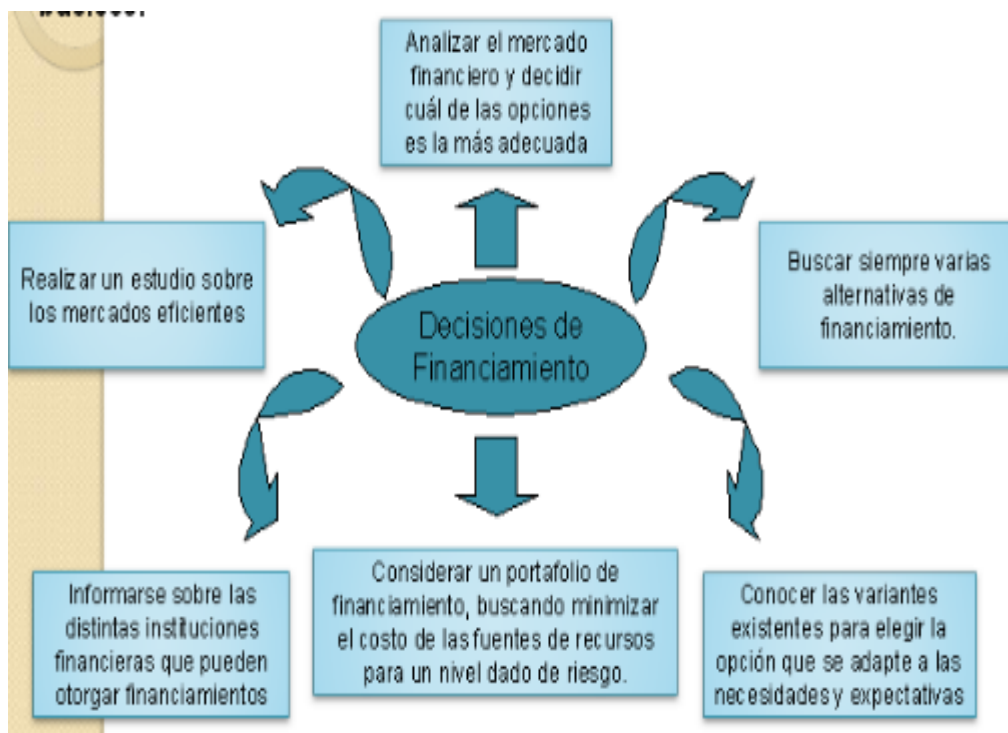 Analizar el mercado
financiero y decidir
cuál de las opciones
es la más adecuada
Realizar un estudio sobre
los mercados eficientes
Decisiones de
Financiamiento
Buscar siempre varias
alternativas de
financiamiento.
Informarse sobre las
distintas instituciones
financieras que pueden
otorgar financiamientos
Considerar un portafolio de
financiamiento, buscando minimizar
el costo de las fuentes de recursos
para un nivel dado de riesgo.
Conocer las variantes
existentes para elegir la
opción que se adapte a las
necesidades y expectativas